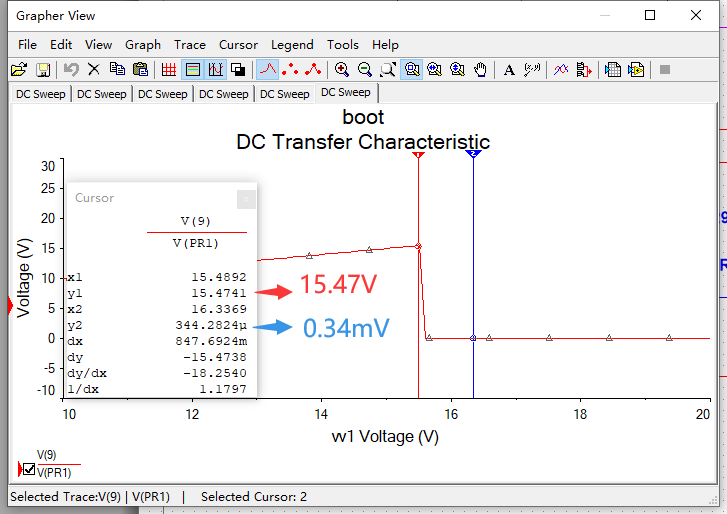 Grapher View
File Edit View Graph Trace Cursor Legend Tools Help
DC Sweep DC Sweep DC Sweep DC Sweep DC Sweep DC Sweep
boot
DC Transfer Characteristic
1 2
30
25
20
15
10
5
0
-5
-10
Voltage (V)
Cursor
V(9)
V(PR1)
x1 15.4892
y1 15.4741
x2 16.3369
y2 344.2824µ
dx 847.6924m
dy -15.4738
dy/dx -18.2540
1/dx 1.1797
15.47V
0.34mV
10 12 14 16 18 20
vv1 Voltage (V)
V(9)
V(PR1)
Selected Trace:V(9) | V(PR1) | Selected Cursor: 2
9
R